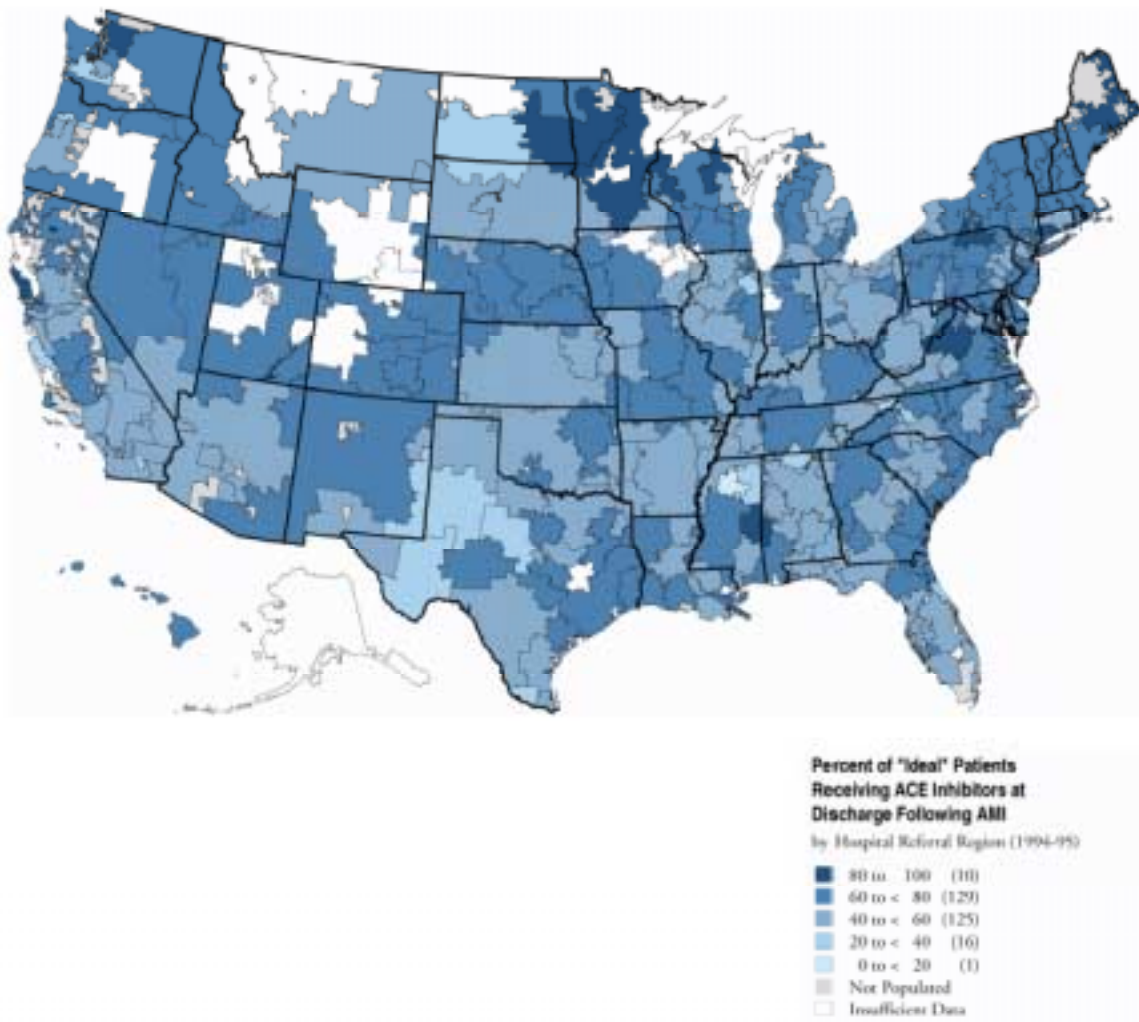 Percent of "Ideal" Patients
Receiving ACE Inhibitors at
Discharge Following AMI
by Hospital Referral Region (1994-95)
80 to 100 (10)
60 to < 80 (129)
40 to < 60 (125)
20 to < 40 (16)
0 to < 20 (1)
Not Populated
Insufficient Data